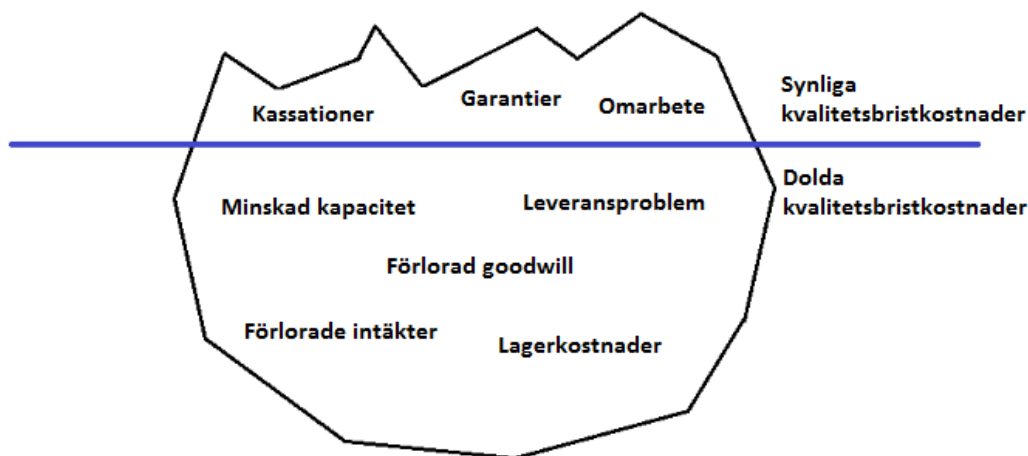 Kassationer
Garantier
Omarbete
Synliga
kvalitetsbristkostnader
Dolda
kvalitetsbristkostnader
Minskad kapacitet
Leveransproblem
Förlorad goodwill
Förlorade intäkter
Lagerkostnader